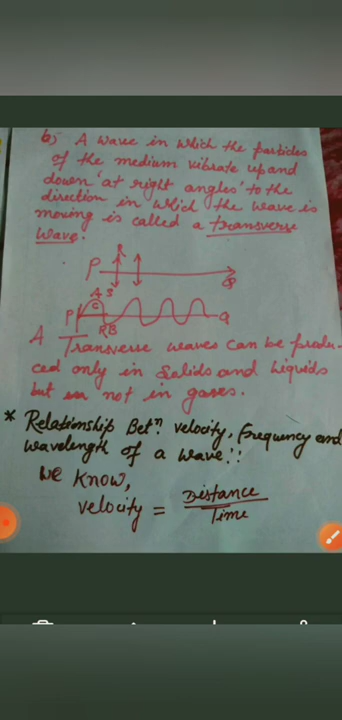 b) A wave in which the particles
of the medium vibrate up and
down 'at right angles' to the
direction in which the wave is
moving is called a transverse
wave.
R
P
Q
A S
C
P Q
RB
A Transverse waves can be produ-
ced only in Solids and Liquids
but not in gases.
* Relationship Betn. velocity, Frequency and
wavelength of a wave!!
We Know,
velocity = Distance
Time